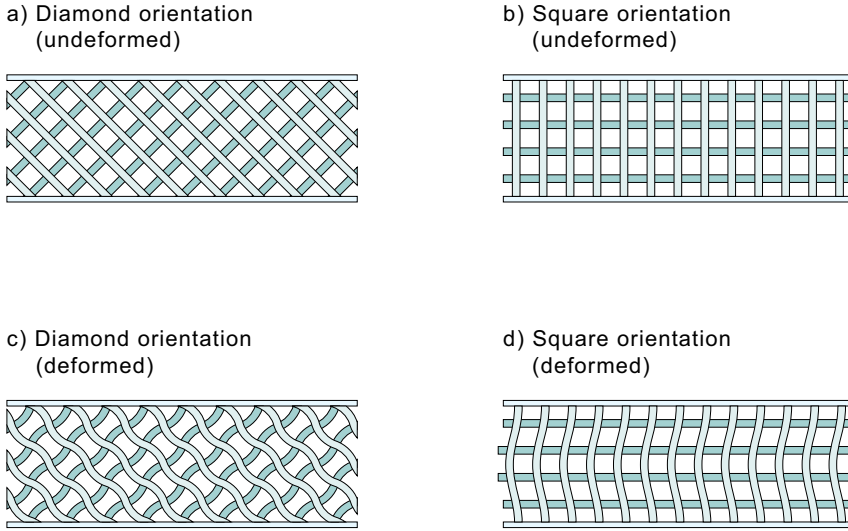 a) Diamond orientation
(undeformed)
b) Square orientation
(undeformed)
c) Diamond orientation
(deformed)
d) Square orientation
(deformed)